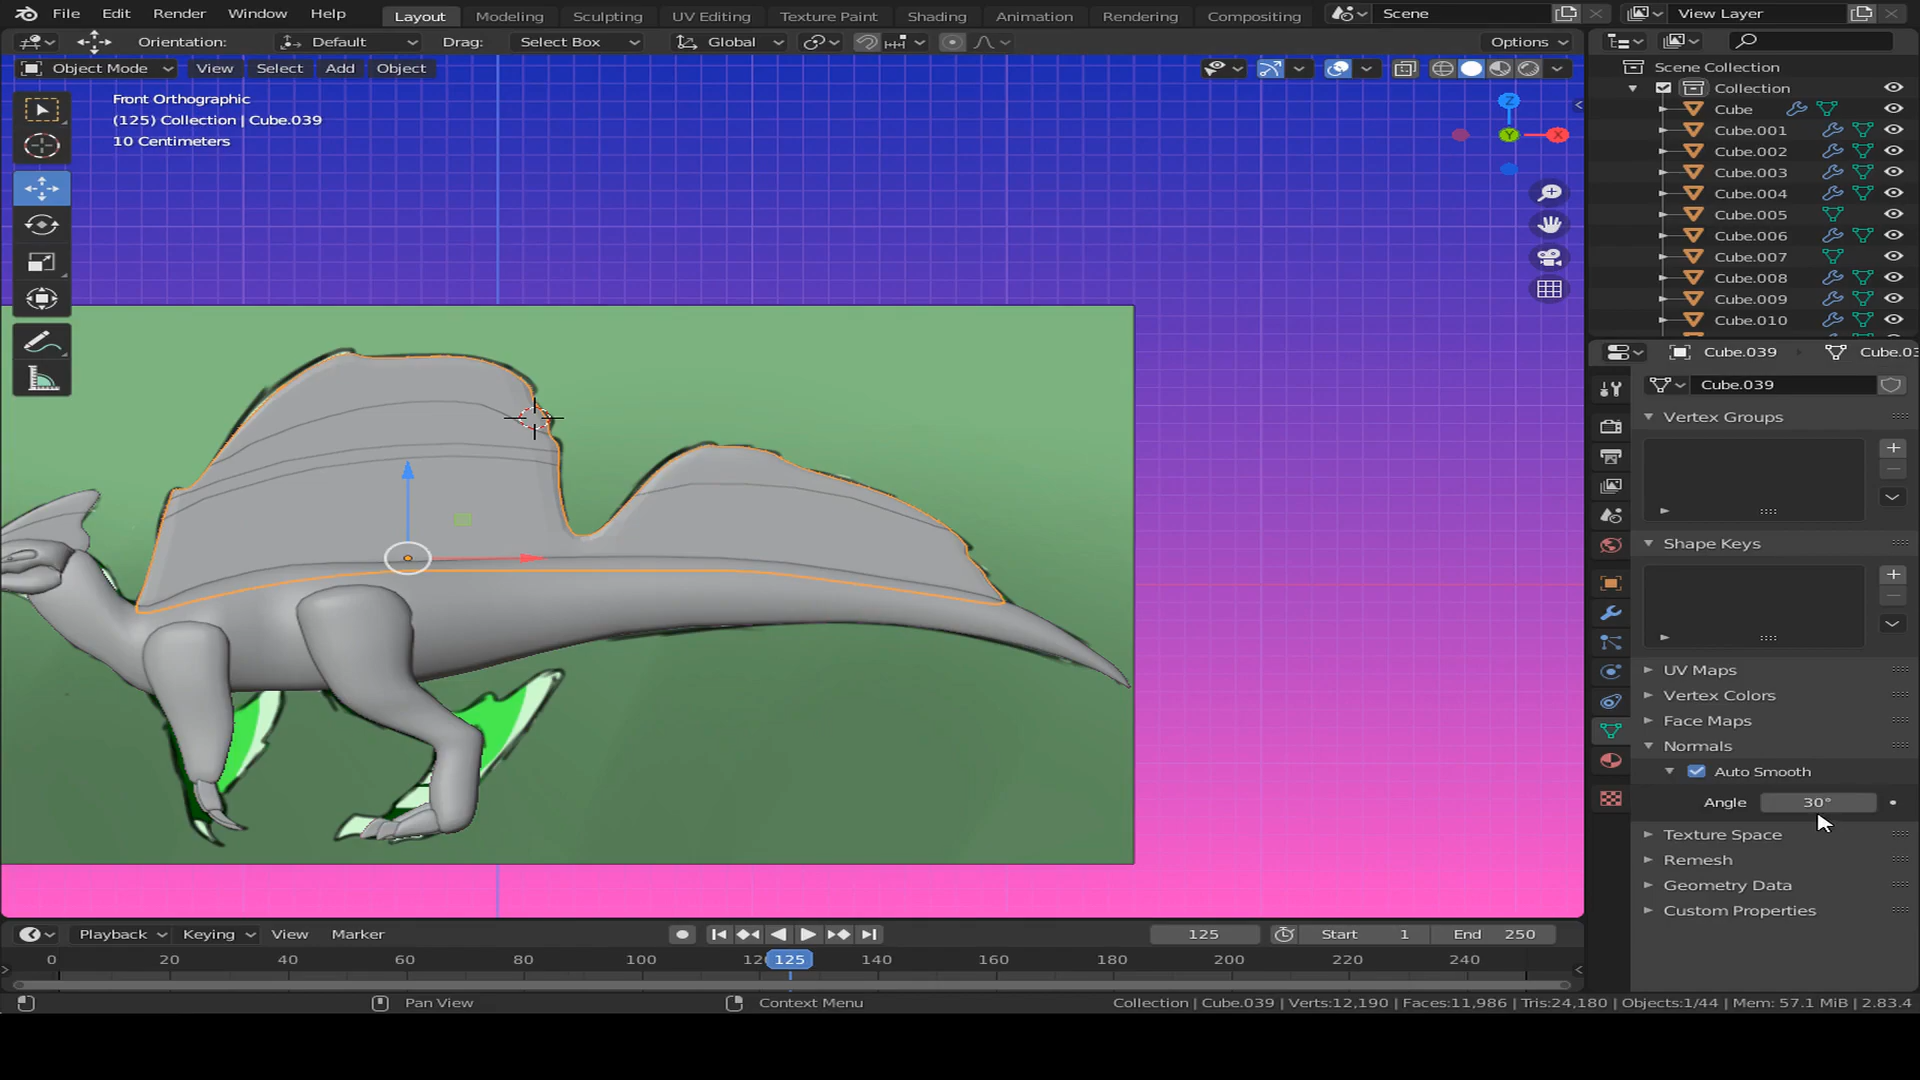 File Edit Render Window Help Layout Modeling Sculpting UV Editing Texture Paint Shading Animation Rendering Compositing Scene View Layer
Orientation: Default Drag: Select Box Global Options
Object Mode View Select Add Object
Front Orthographic
(125) Collection | Cube.039
10 Centimeters
Z
Y
X
Scene Collection
Collection
Cube
Cube.001
Cube.002
Cube.003
Cube.004
Cube.005
Cube.006
Cube.007
Cube.008
Cube.009
Cube.010
Cube.039 Cube.03
Cube.039
Vertex Groups
Shape Keys
UV Maps
Vertex Colors
Face Maps
Normals
Auto Smooth
Angle 30°
Texture Space
Remesh
Geometry Data
Custom Properties
Playback Keying View Marker 125 Start 1 End 250
0 20 40 60 80 100 12 125 140 160 180 200 220 240
Pan View Context Menu Collection | Cube.039 | Verts:12,190 | Faces:11,986 | Tris:24,180 | Objects:1/44 | Mem: 57.1 MiB | 2.83.4